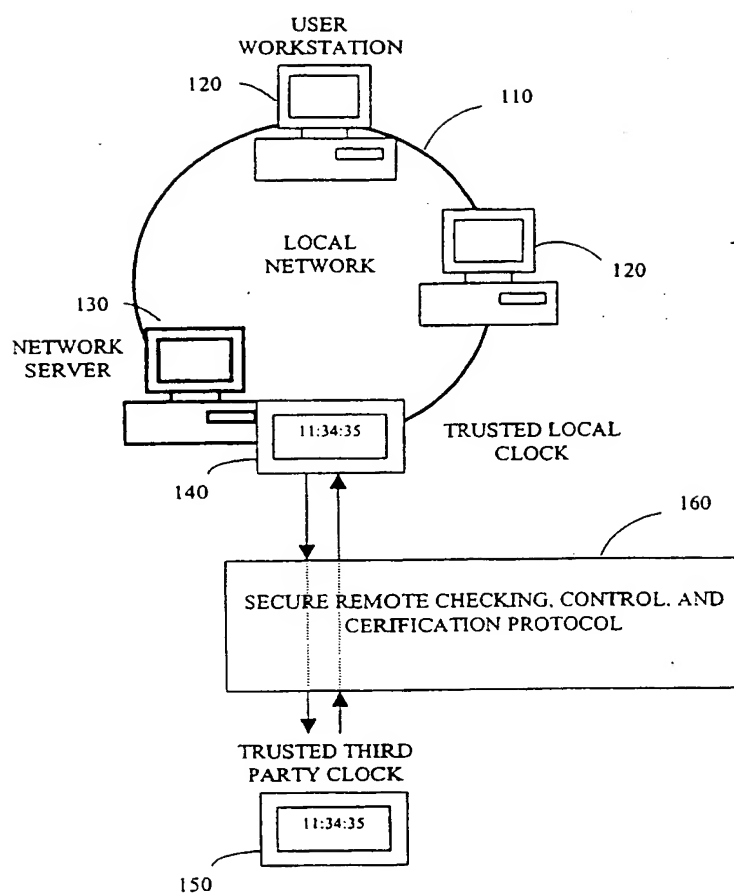 USER
WORKSTATION
120
110
LOCAL
NETWORK
120
130
NETWORK
SERVER
11:34:35
TRUSTED LOCAL
CLOCK
140
160
SECURE REMOTE CHECKING, CONTROL, AND
CERIFICATION PROTOCOL
TRUSTED THIRD
PARTY CLOCK
11:34:35
150